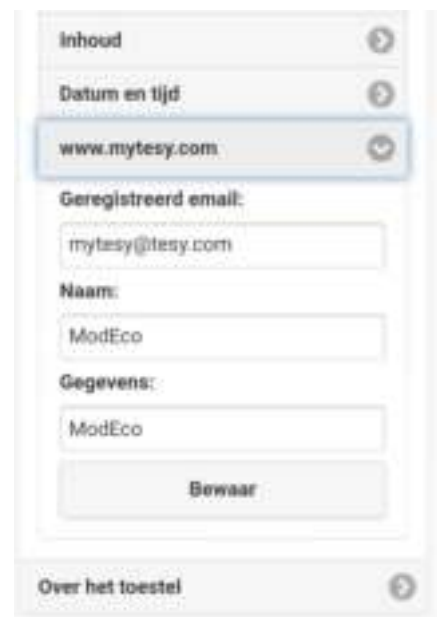 Inhoud
Datum en tijd
www.mytesy.com
Geregistreerd email:
mytesy@tesy.com
Naam:
ModEco
Gegevens:
ModEco
Bewaar
Over het toestel